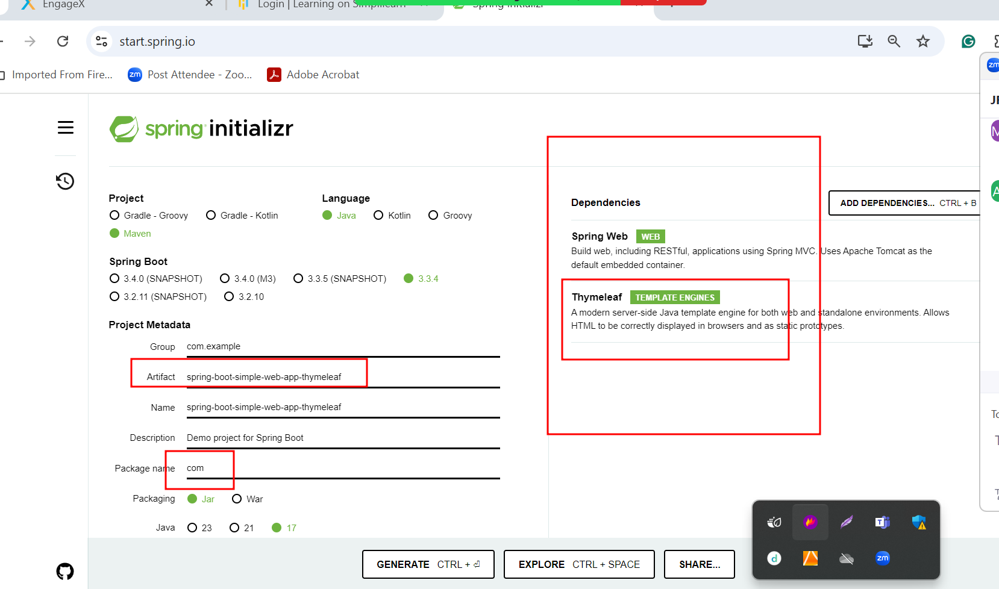 EngageX
Login | Learning on Simplilearn
Spring Initializr
start.spring.io
Imported From Fire...
zm Post Attendee - Zoo...
Adobe Acrobat
zm
spring initializr
Project
Gradle - Groovy
Gradle - Kotlin
Maven
Language
Java
Kotlin
Groovy
Spring Boot
3.4.0 (SNAPSHOT)
3.4.0 (M3)
3.3.5 (SNAPSHOT)
3.3.4
3.2.11 (SNAPSHOT)
3.2.10
Project Metadata
Group com.example
Artifact spring-boot-simple-web-app-thymeleaf
Name spring-boot-simple-web-app-thymeleaf
Description Demo project for Spring Boot
Package name com
Packaging Jar War
Java 23 21 17
Dependencies
ADD DEPENDENCIES... CTRL + B
Spring Web WEB
Build web, including RESTful, applications using Spring MVC. Uses Apache Tomcat as the
default embedded container.
Thymeleaf TEMPLATE ENGINES
A modern server-side Java template engine for both web and standalone environments. Allows
HTML to be correctly displayed in browsers and as static prototypes.
GENERATE CTRL + ⏎
EXPLORE CTRL + SPACE
SHARE...
zm